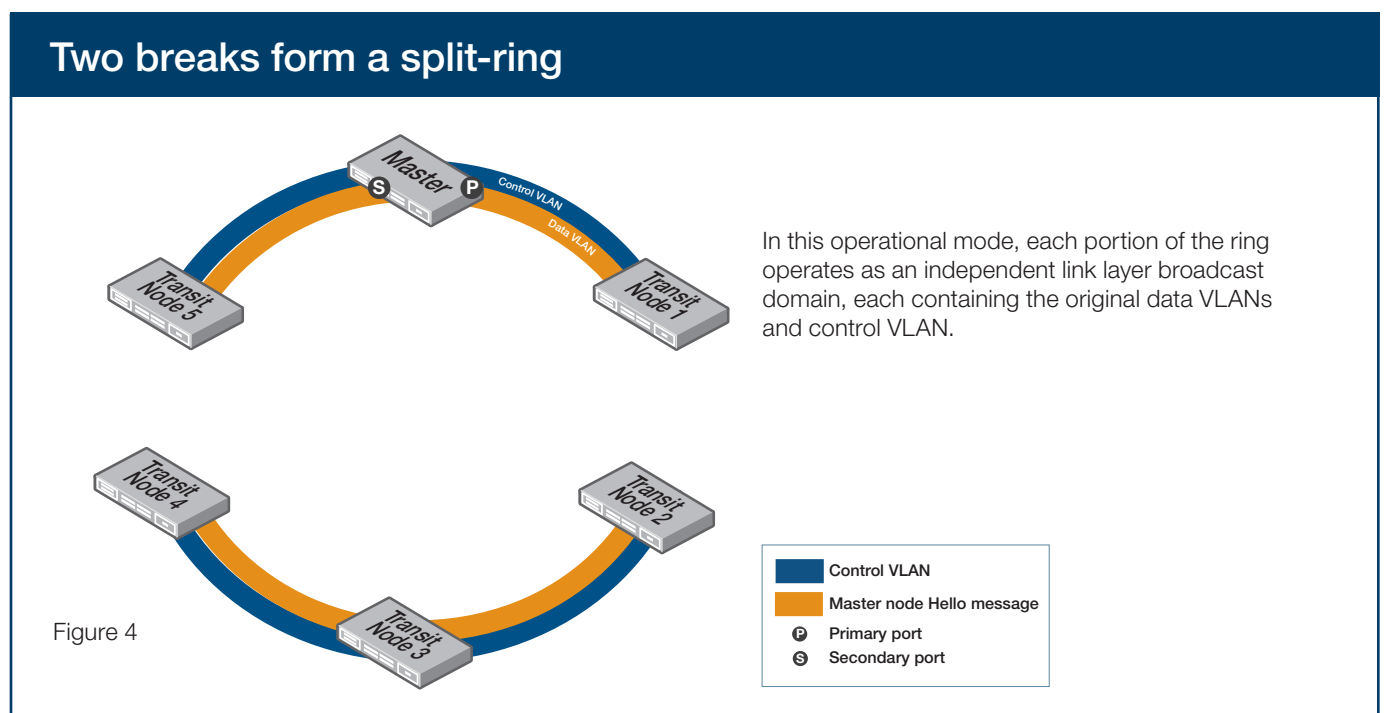 Two breaks form a split-ring
Master
S
P
Control VLAN
Data VLAN
Transit
Node 5
Transit
Node 1
In this operational mode, each portion of the ring
operates as an independent link layer broadcast
domain, each containing the original data VLANs
and control VLAN.
Transit
Node 4
Transit
Node 2
Transit
Node 3
Control VLAN
Master node Hello message
P Primary port
S Secondary port
Figure 4